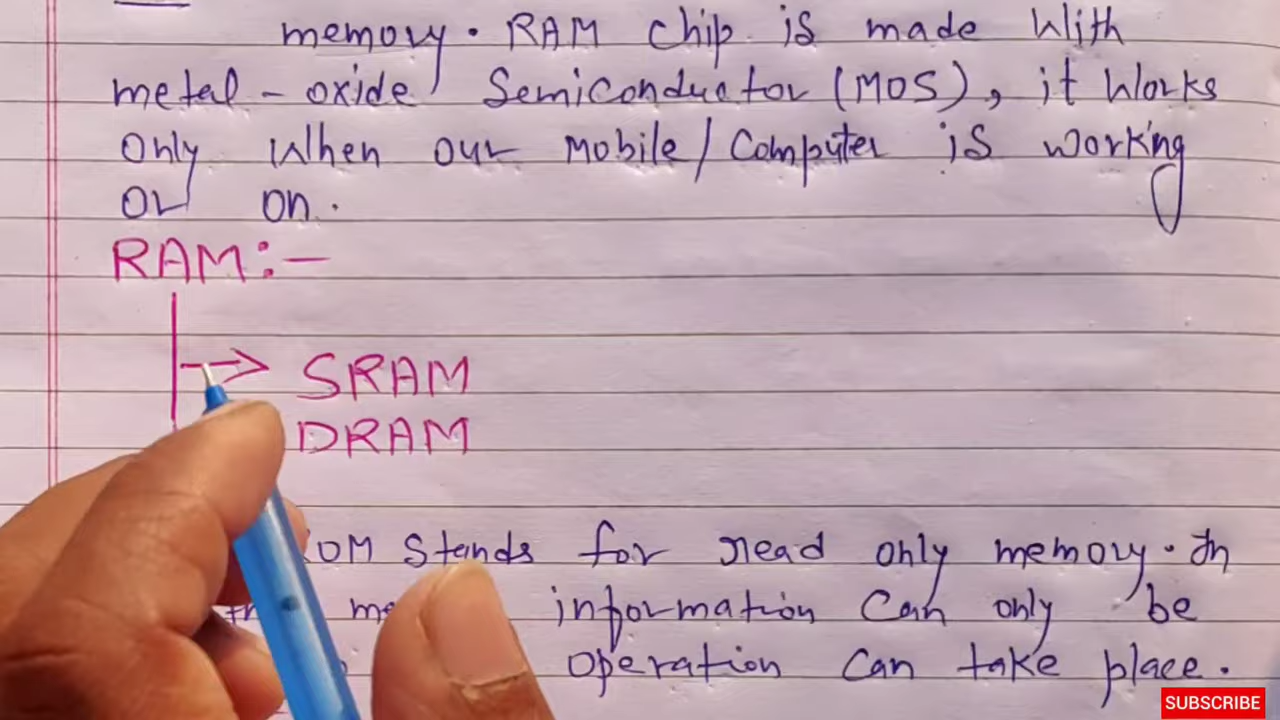 memory. RAM chip is made with
metal-oxide Semiconductor (MOS), it works
only when our mobile/computer is working
or on.
RAM:-
SRAM
DRAM
ROM stands for read only memory. In
information can only be
operation can take place.
SUBSCRIBE